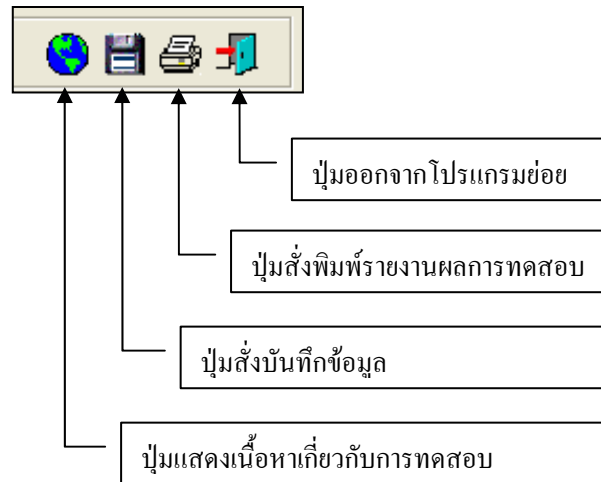 ปุ่มออกจากโปรแกรมย่อย
ปุ่มสั่งพิมพ์รายงานผลการทดสอบ
ปุ่มสั่งบันทึกข้อมูล
ปุ่มแสดงเนื้อหาเกี่ยวกับการทดสอบ